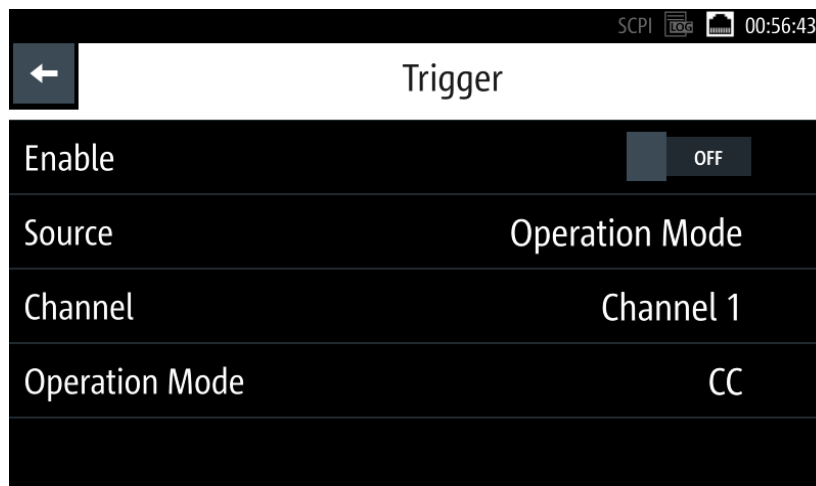 SCPI LOG 00:56:43
Trigger
Enable OFF
Source Operation Mode
Channel Channel 1
Operation Mode CC